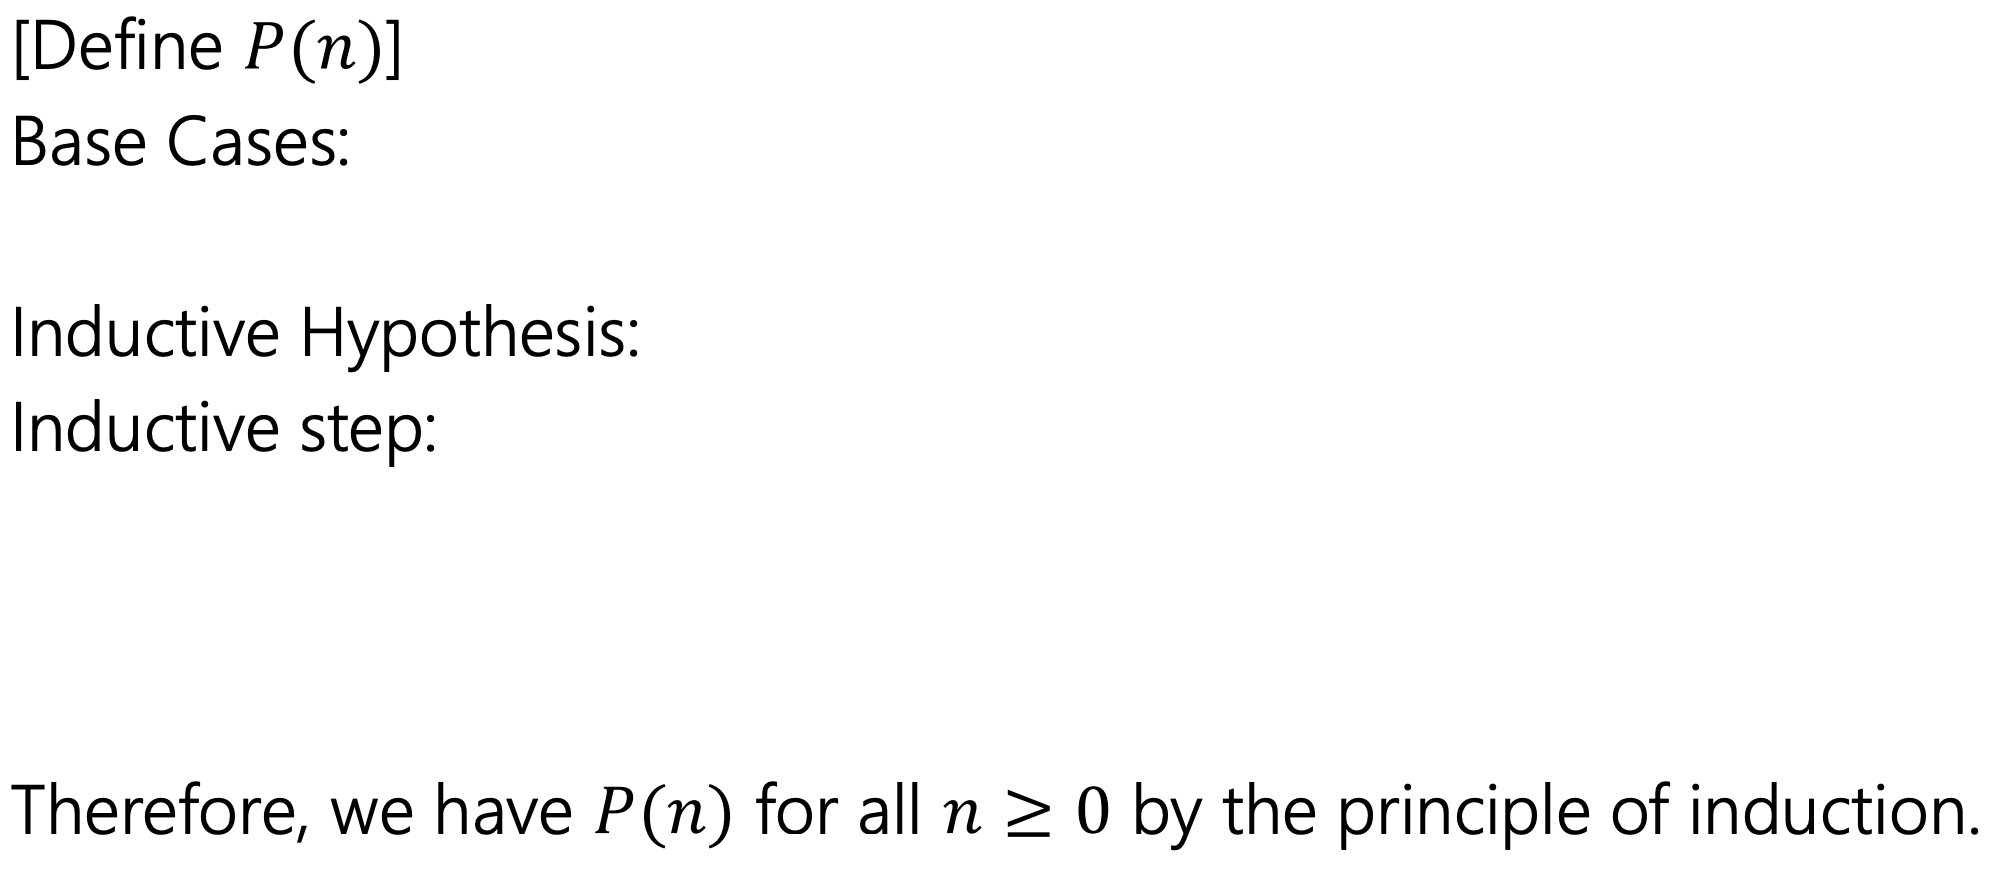 [Define P(n)]
Base Cases:
Inductive Hypothesis:
Inductive step:
Therefore, we have P(n) for all n ≥ 0 by the principle of induction.